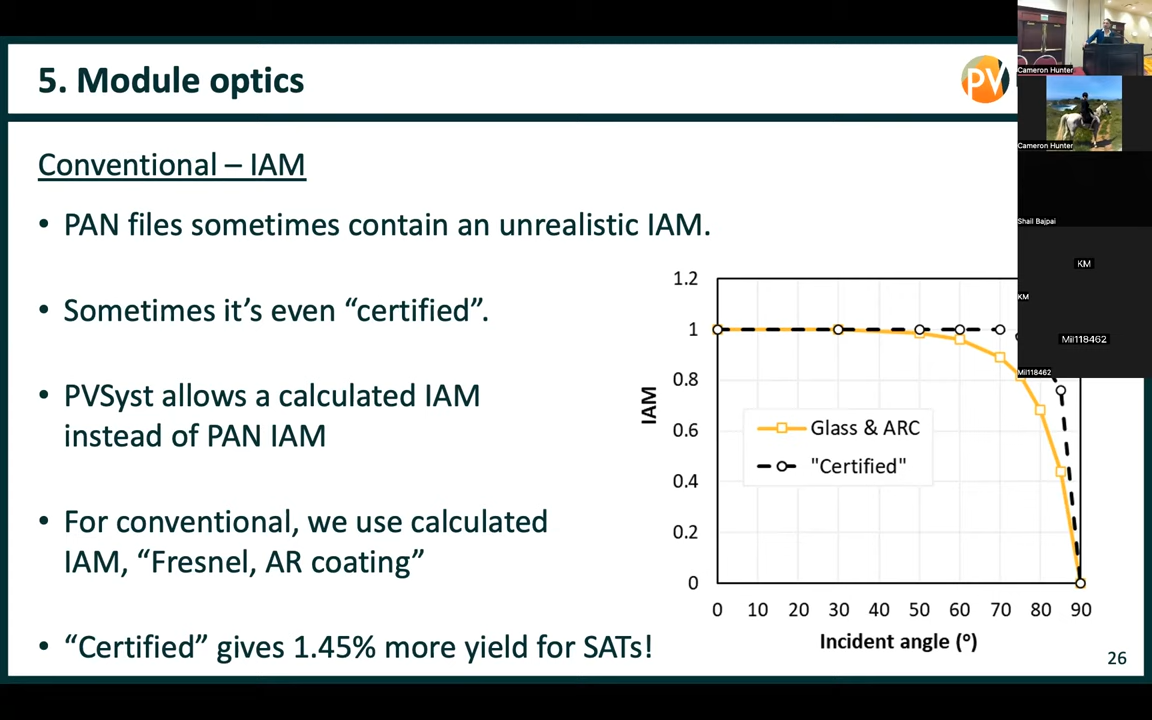 5. Module optics
PV
Conventional – IAM
• PAN files sometimes contain an unrealistic IAM.
• Sometimes it’s even “certified”.
• PVSyst allows a calculated IAM
instead of PAN IAM
• For conventional, we use calculated
IAM, “Fresnel, AR coating”
• “Certified” gives 1.45% more yield for SATs!
1.2
1
0.8
0.6
0.4
0.2
0
IAM
Glass & ARC
"Certified"
0 10 20 30 40 50 60 70 80 90
Incident angle (°)
26
Cameron Hunter
Cameron Hunter
Shail Bajpai
KM
KM
Mil118462
Mil118462